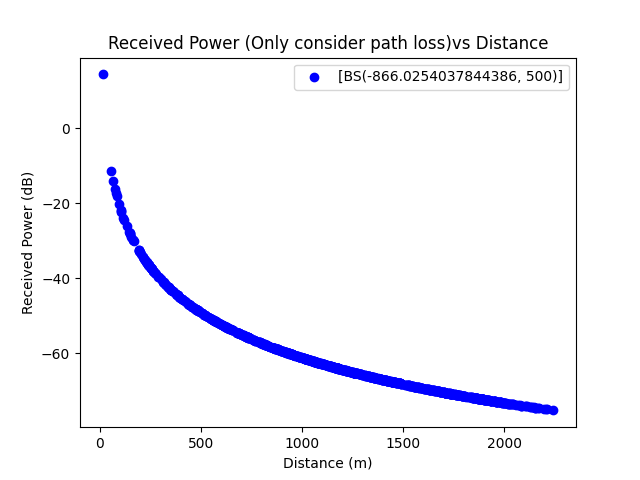 Received Power (Only consider path loss)vs Distance
[BS(-866.0254037844386, 500)]
0
−20
−40
−60
Received Power (dB)
0 500 1000 1500 2000
Distance (m)